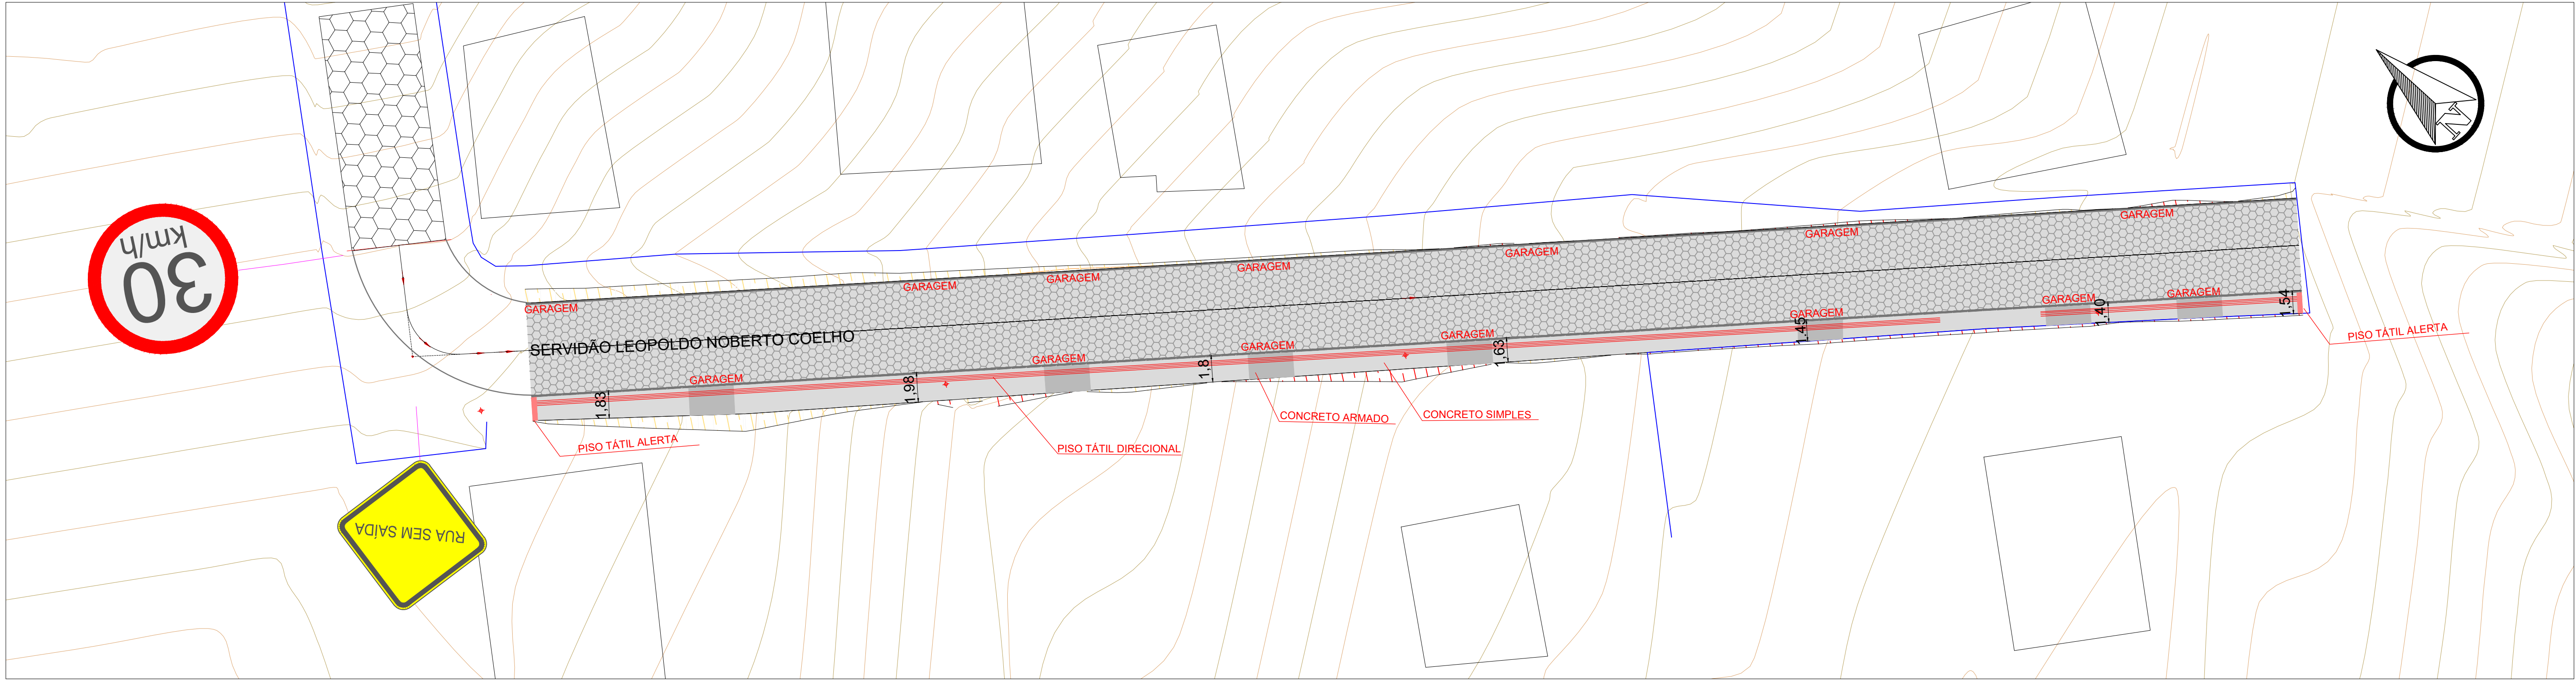 N
30
km/h
GARAGEM
GARAGEM
GARAGEM
GARAGEM
GARAGEM
GARAGEM
GARAGEM
SERVIDÃO LEOPOLDO NOBERTO COELHO
GARAGEM
GARAGEM
GARAGEM
GARAGEM
GARAGEM
GARAGEM
GARAGEM
1,83
1,98
1,8
1,63
1,45
1,40
1,54
PISO TÁTIL ALERTA
PISO TÁTIL DIRECIONAL
CONCRETO ARMADO
CONCRETO SIMPLES
PISO TÁTIL ALERTA
RUA SEM SAÍDA